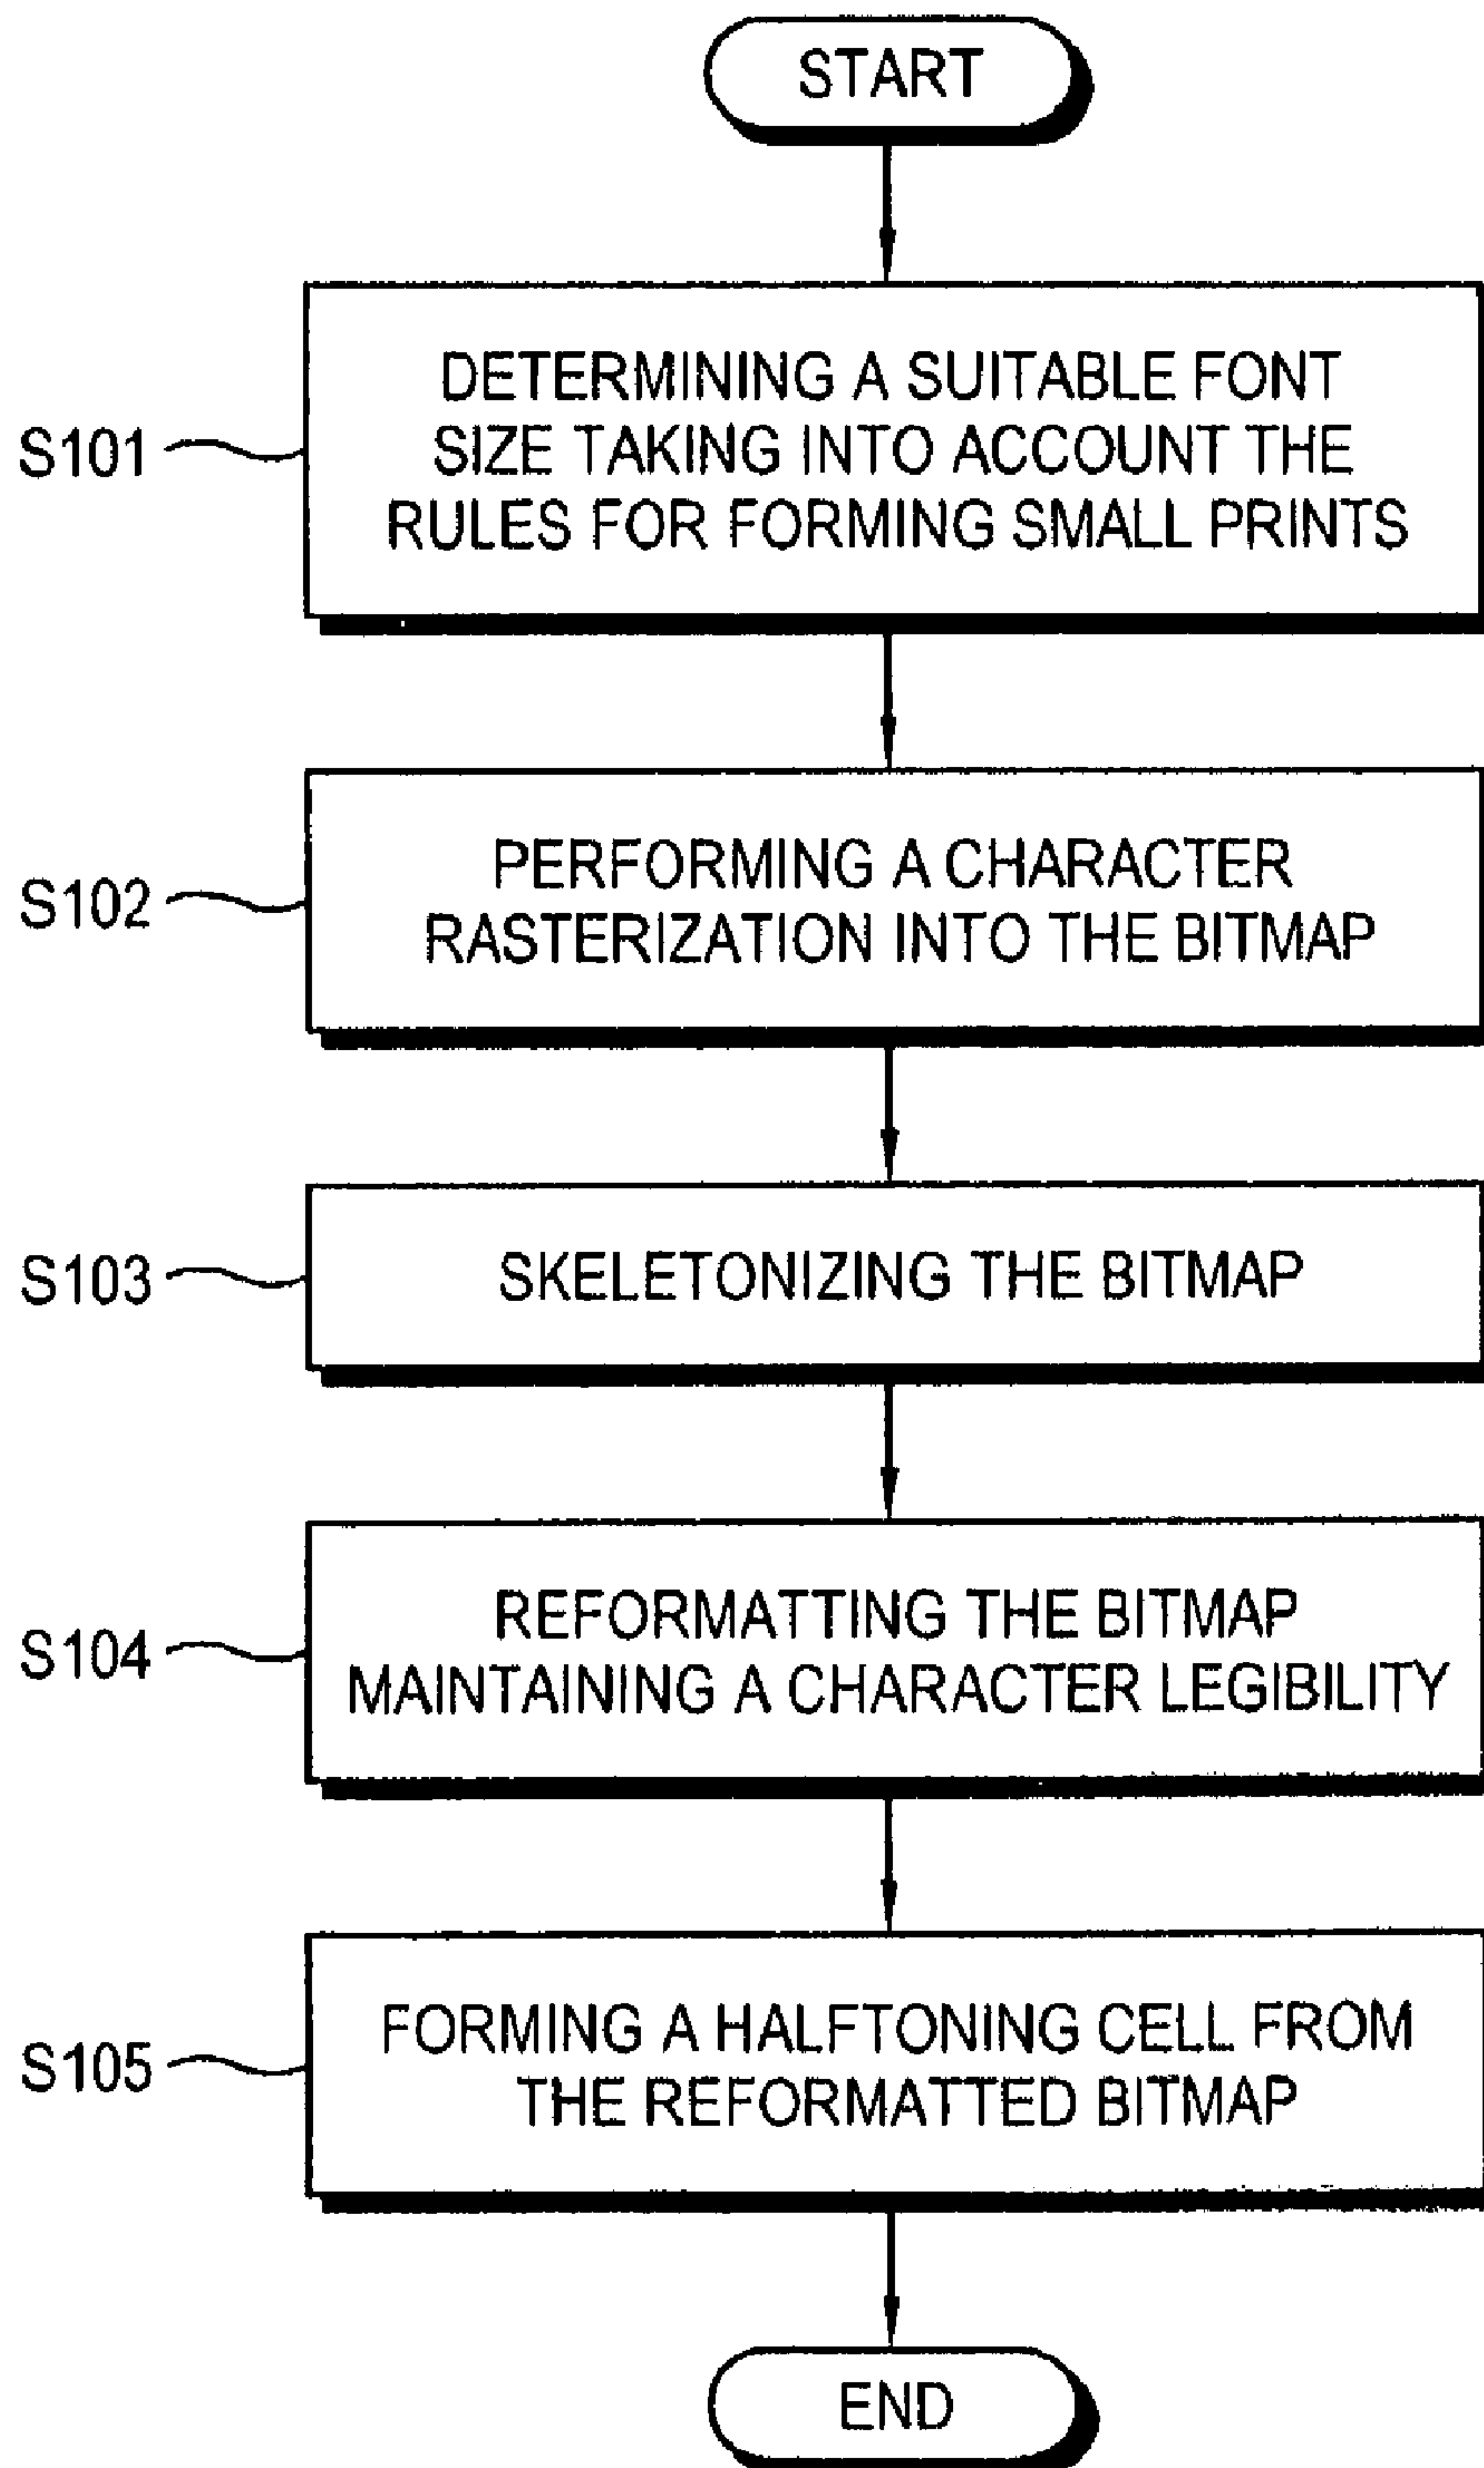 START
S101
DETERMINING A SUITABLE FONT
SIZE TAKING INTO ACCOUNT THE
RULES FOR FORMING SMALL PRINTS
S102
PERFORMING A CHARACTER
RASTERIZATION INTO THE BITMAP
S103
SKELETONIZING THE BITMAP
S104
REFORMATTING THE BITMAP
MAINTAINING A CHARACTER LEGIBILITY
S105
FORMING A HALFTONING CELL FROM
THE REFORMATTED BITMAP
END